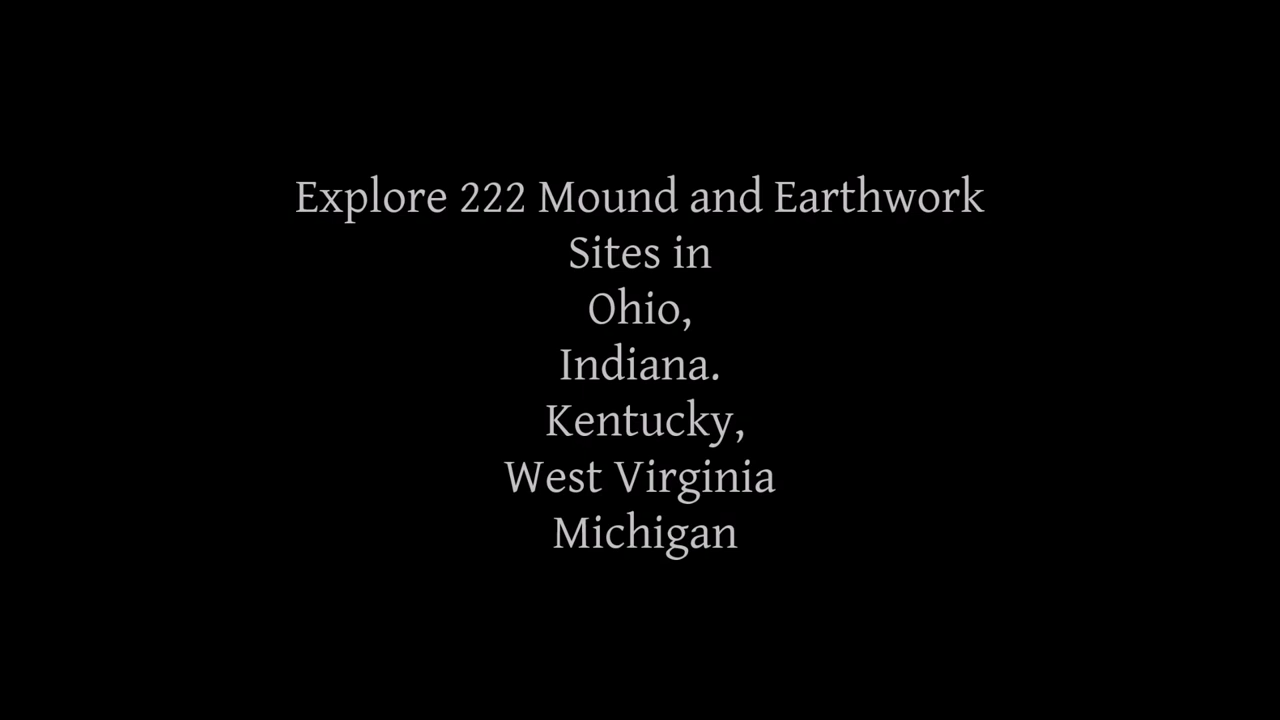 Explore 222 Mound and Earthwork
Sites in
Ohio,
Indiana.
Kentucky,
West Virginia
Michigan